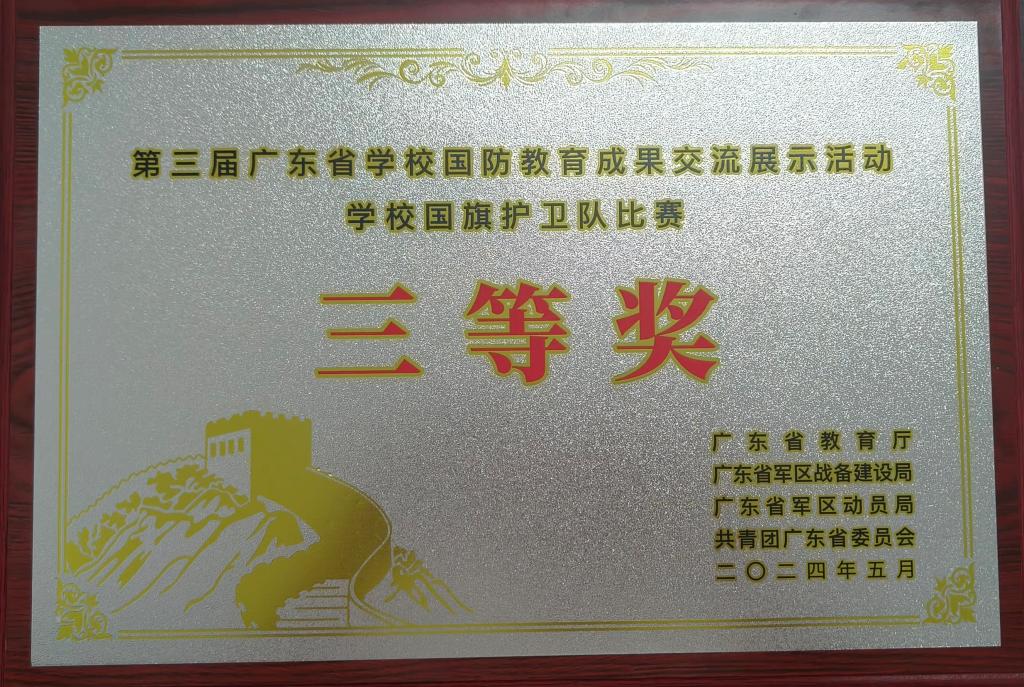 第三届广东省学校国防教育成果交流展示活动
学校国旗护卫队比赛
三等奖
广东省教育厅
广东省军区战备建设局
广东省军区动员局
共青团广东省委员会
二〇二四年五月